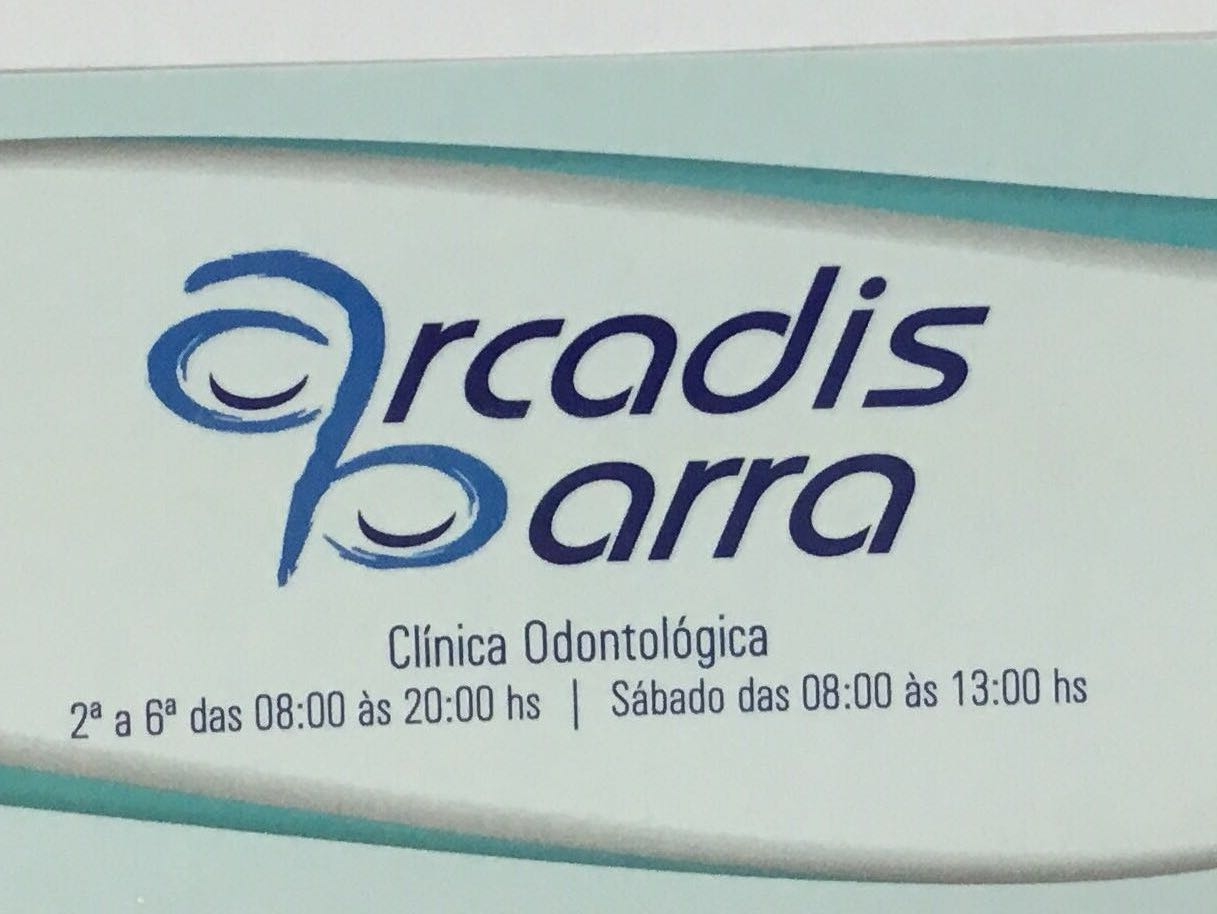 arcadis
barra
Clínica Odontológica
2ª a 6ª das 08:00 às 20:00 hs | Sábado das 08:00 às 13:00 hs